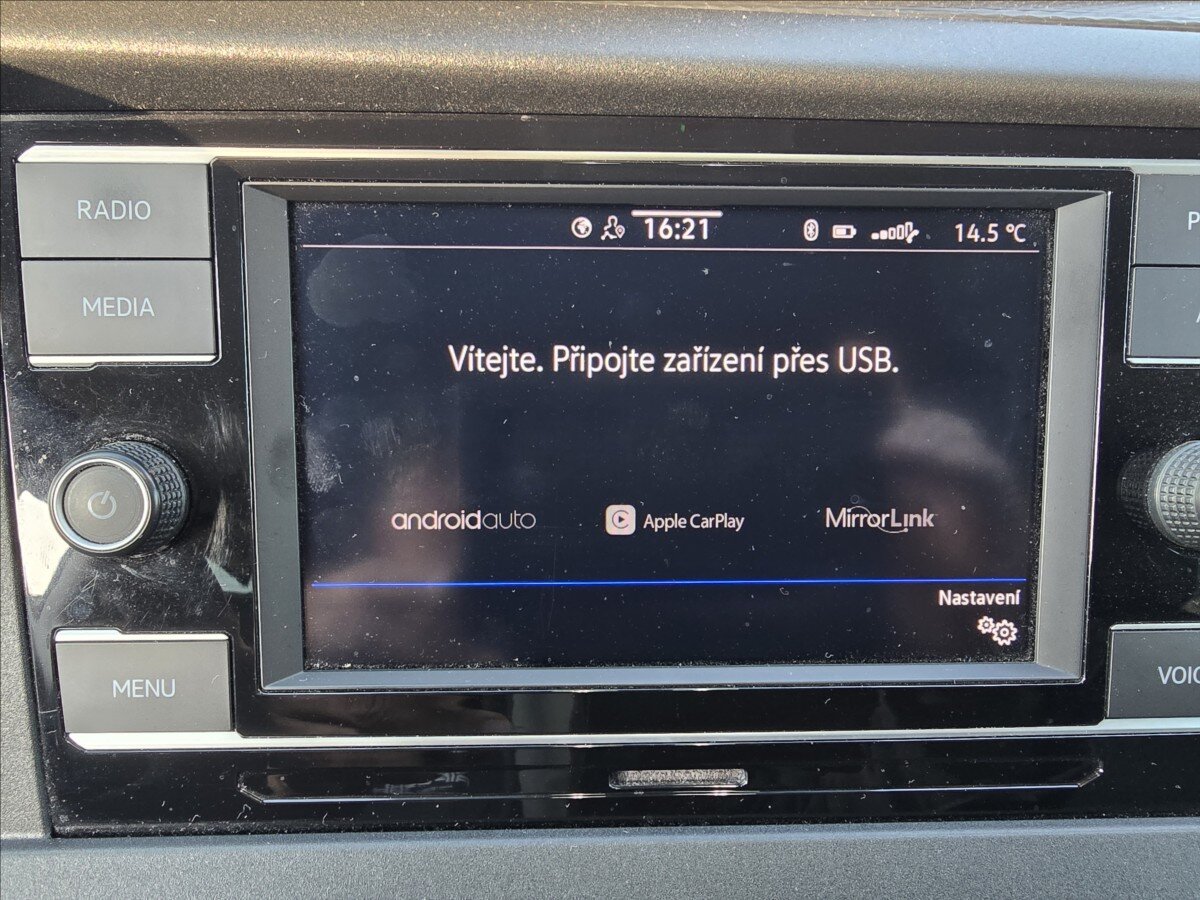 RADIO
MEDIA
MENU
16:21
14.5 °C
Vítejte. Připojte zařízení přes USB.
androidauto
Apple CarPlay
MirrorLink
Nastavení